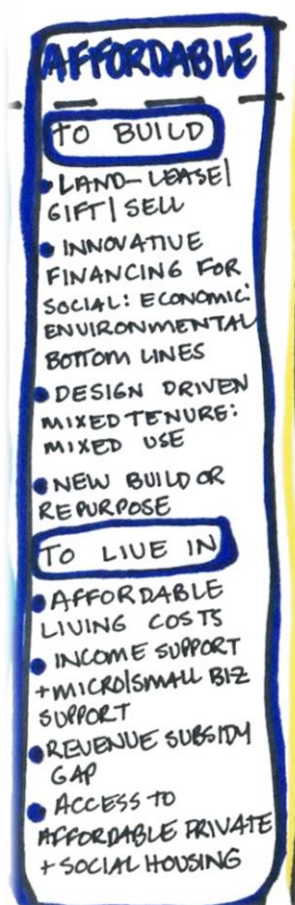 AFFORDABLE
TO BUILD
• LAND-LEASE|
GIFT|SELL
• INNOVATIVE
FINANCING FOR
SOCIAL: ECONOMIC:
ENVIRONMENTAL
BOTTOM LINES
• DESIGN DRIVEN
MIXED TENURE:
MIXED USE
• NEW BUILD OR
REPURPOSE
TO LIVE IN
• AFFORDABLE
LIVING COSTS
• INCOME SUPPORT
+MICRO|SMALL BIZ
SUPPORT
• REVENUE SUBSIDY
GAP
• ACCESS TO
AFFORDABLE PRIVATE
+ SOCIAL HOUSING